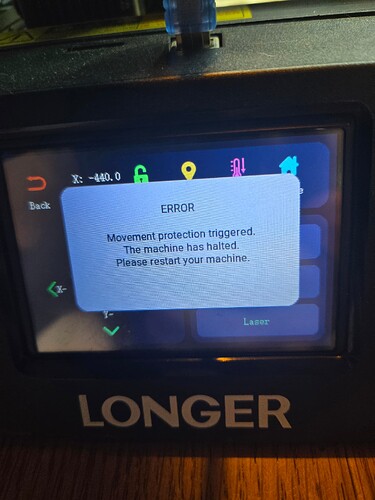 X: -440.0
Back
ERROR
Movement protection triggered.
The machine has halted.
Please restart your machine.
X-
Y-
Laser
LONGER